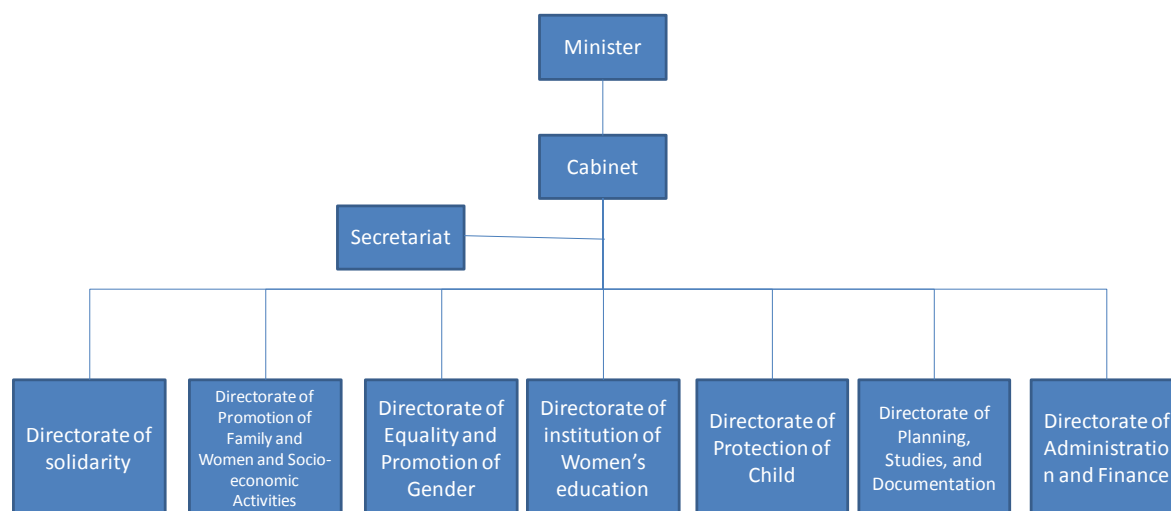 Minister
Cabinet
Secretariat
Directorate of
solidarity
Directorate of
Promotion of
Family and
Women and Socio-
economic
Activities
Directorate of
Equality and
Promotion of
Gender
Directorate of
institution of
Women’s
education
Directorate of
Protection of
Child
Directorate of
Planning,
Studies, and
Documentation
Directorate of
Administratio
n and Finance